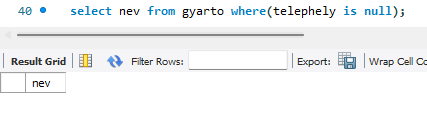 40 select nev from gyarto where(telephely is null);
Result Grid Filter Rows: Export: Wrap Cell Co
nev